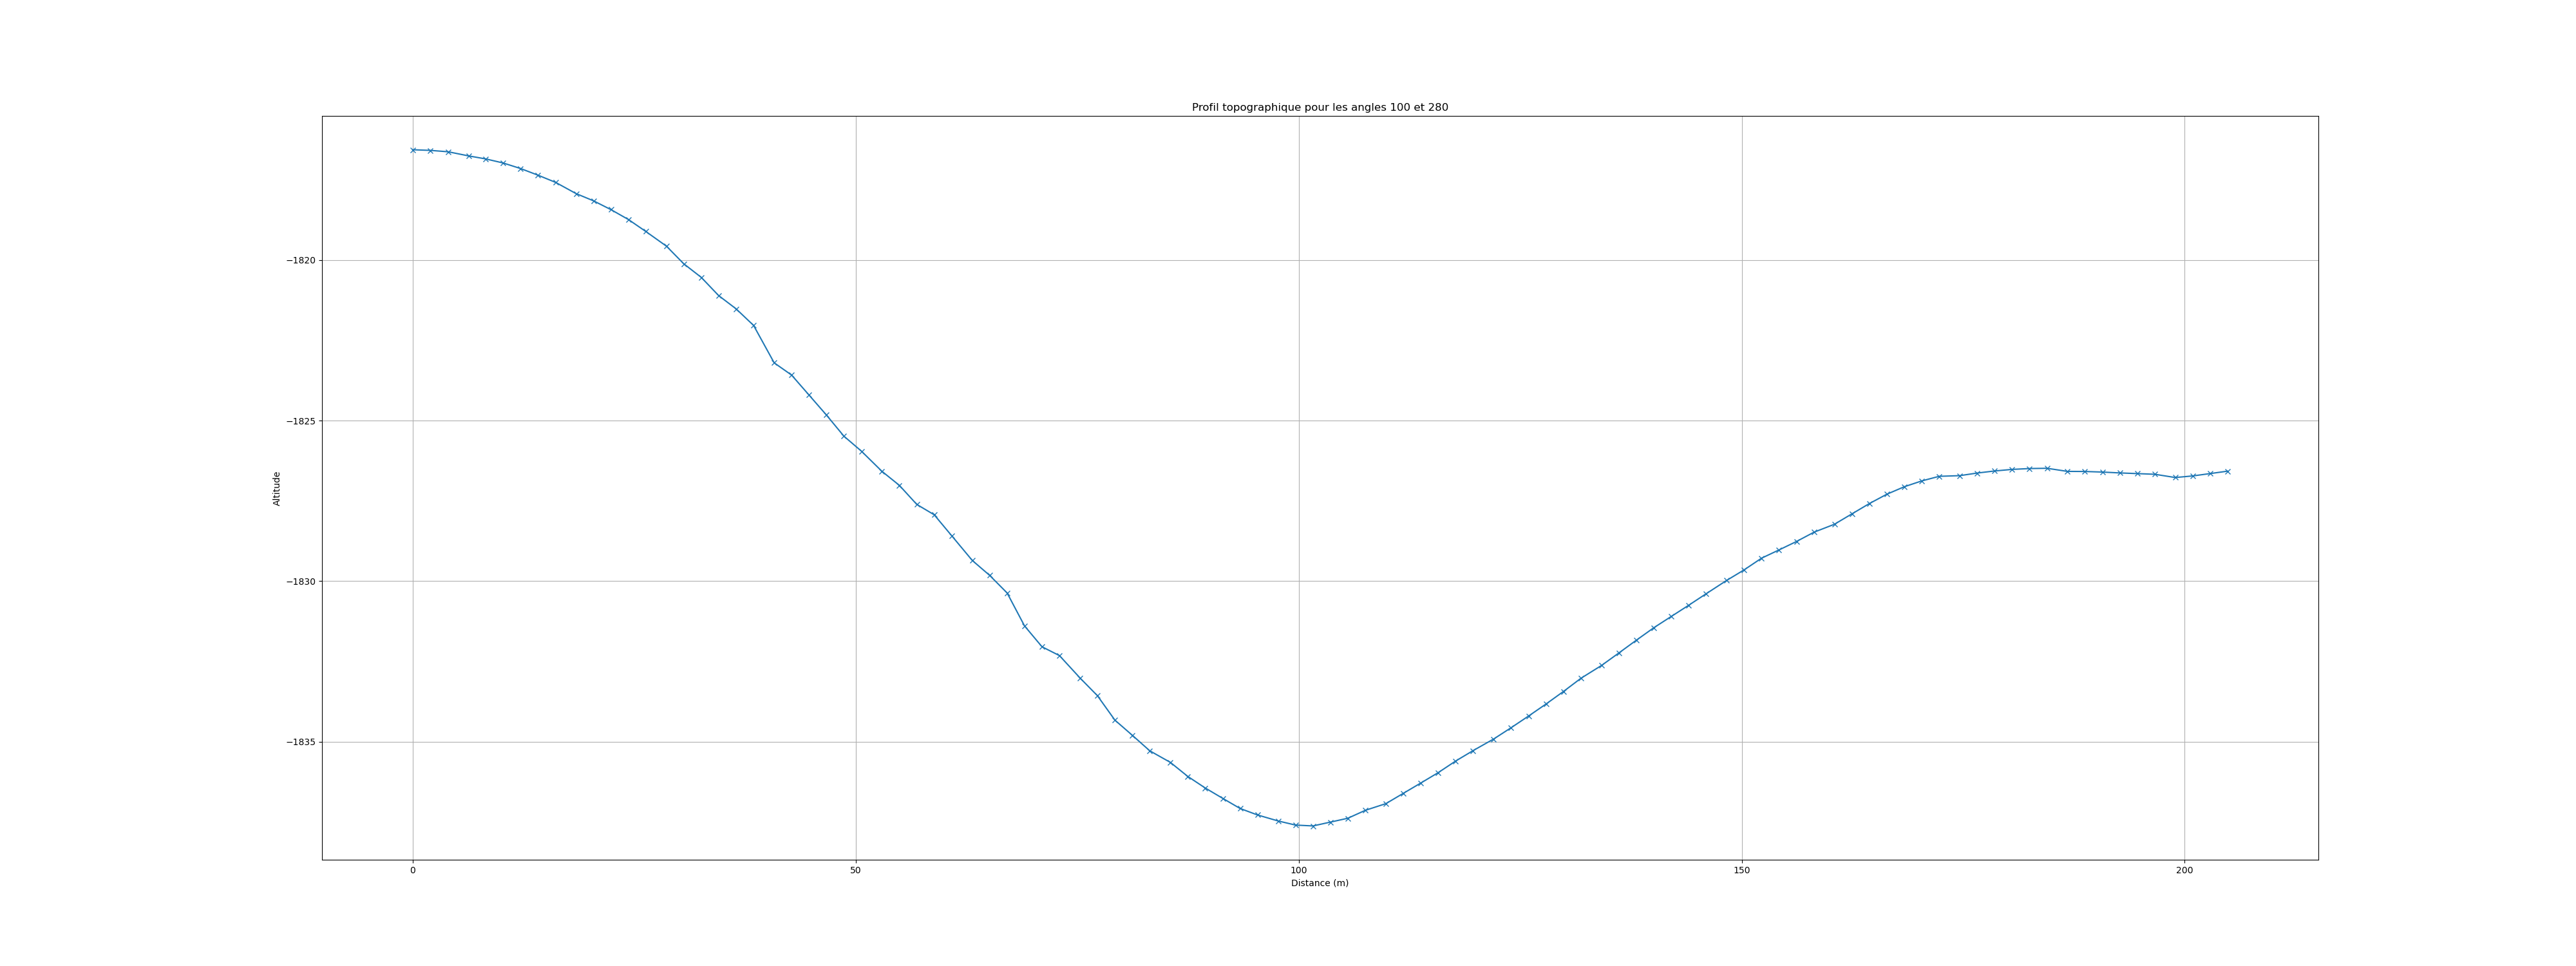 Profil topographique pour les angles 100 et 280
Altitude
−1820
−1825
−1830
−1835
0 50 100 150 200
Distance (m)